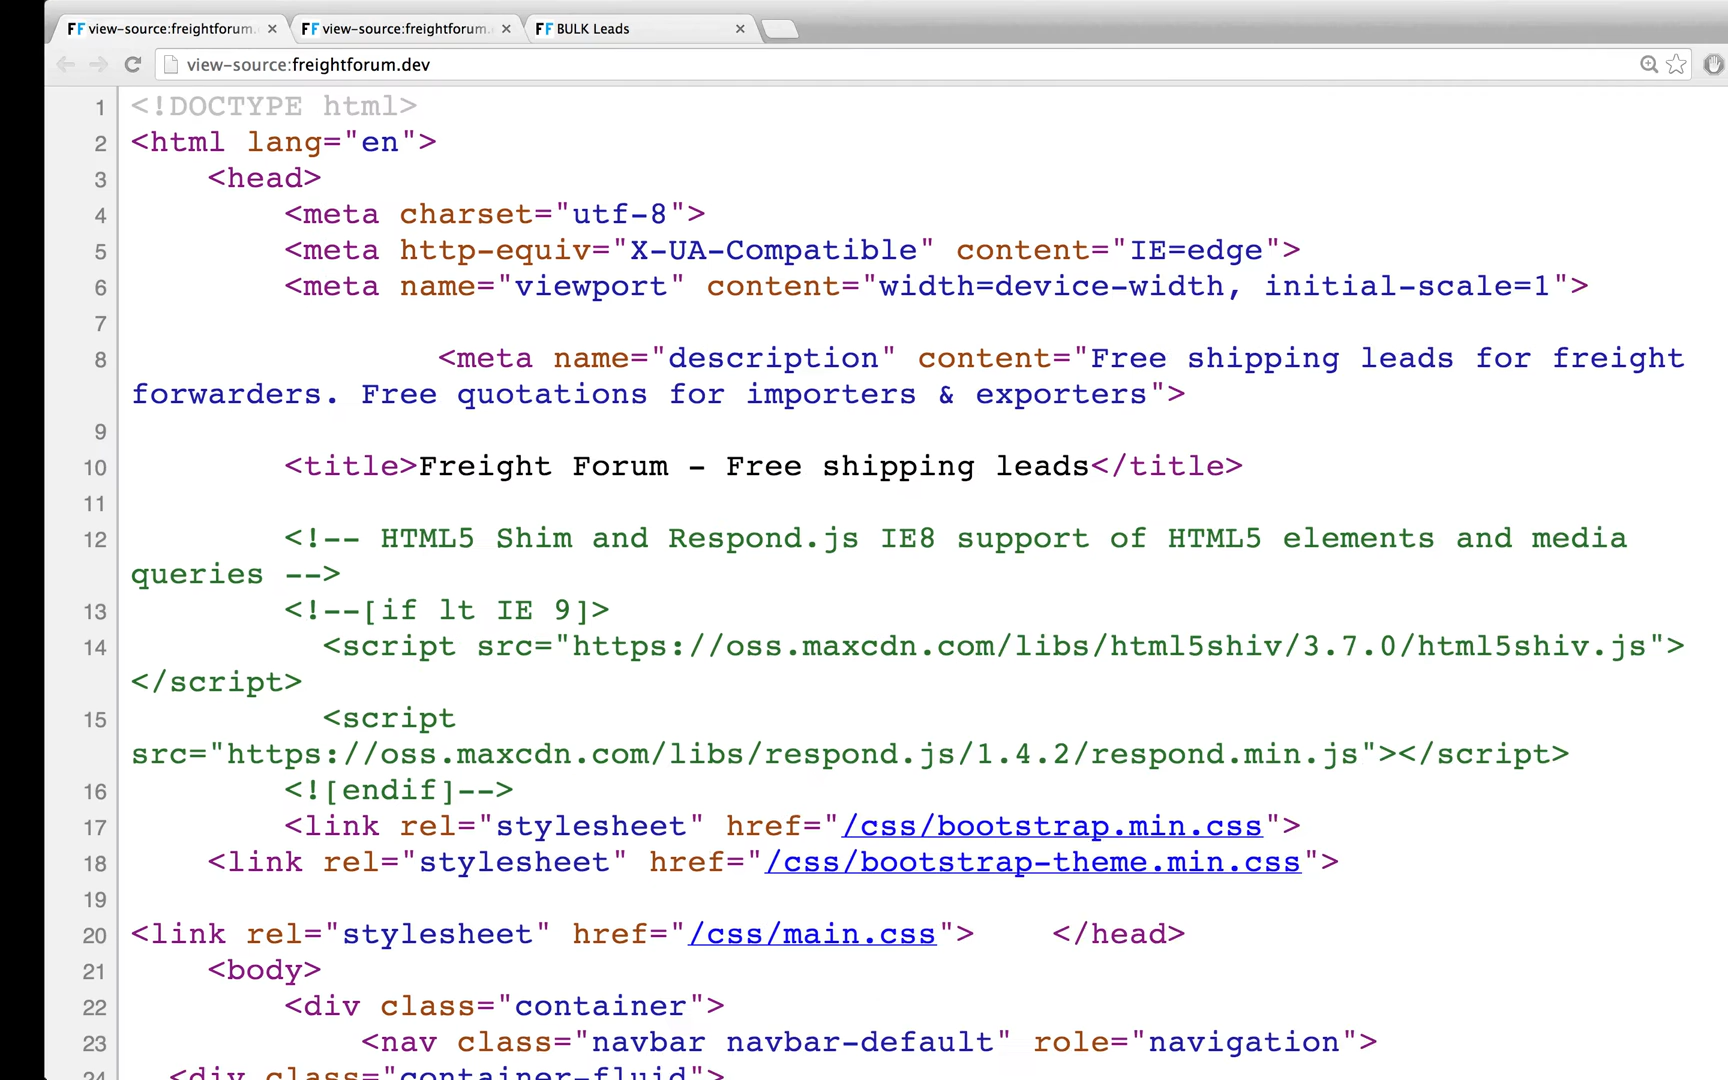 FF view-source:freightforum. × FF view-source:freightforum. × FF BULK Leads ×
view-source:freightforum.dev
1 <!DOCTYPE html>
2 <html lang="en">
3 <head>
4 <meta charset="utf-8">
5 <meta http-equiv="X-UA-Compatible" content="IE=edge">
6 <meta name="viewport" content="width=device-width, initial-scale=1">
7
8 <meta name="description" content="Free shipping leads for freight
forwarders. Free quotations for importers & exporters">
9
10 <title>Freight Forum - Free shipping leads</title>
11
12 <!-- HTML5 Shim and Respond.js IE8 support of HTML5 elements and media
queries -->
13 <!--[if lt IE 9]>
14 <script src="https://oss.maxcdn.com/libs/html5shiv/3.7.0/html5shiv.js">
</script>
15 <script
src="https://oss.maxcdn.com/libs/respond.js/1.4.2/respond.min.js"></script>
16 <![endif]-->
17 <link rel="stylesheet" href="/css/bootstrap.min.css">
18 <link rel="stylesheet" href="/css/bootstrap-theme.min.css">
19
20 <link rel="stylesheet" href="/css/main.css"> </head>
21 <body>
22 <div class="container">
23 <nav class="navbar navbar-default" role="navigation">
24 <div class="container-fluid">